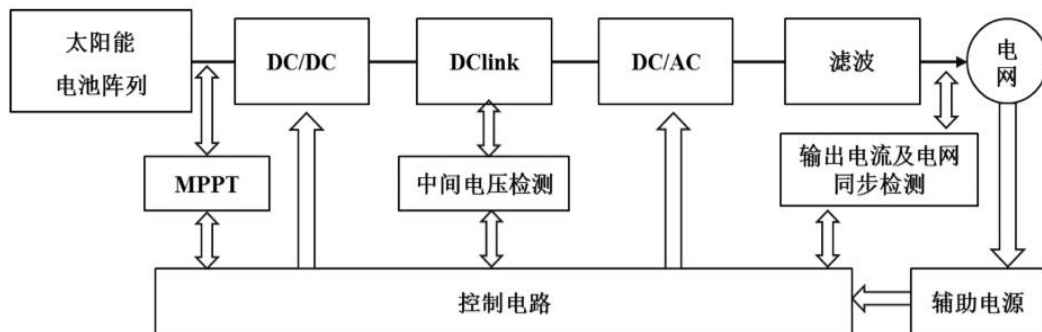 太阳能
电池阵列
DC/DC
DClink
DC/AC
滤波
电
网
MPPT
中间电压检测
输出电流及电网
同步检测
控制电路
辅助电源